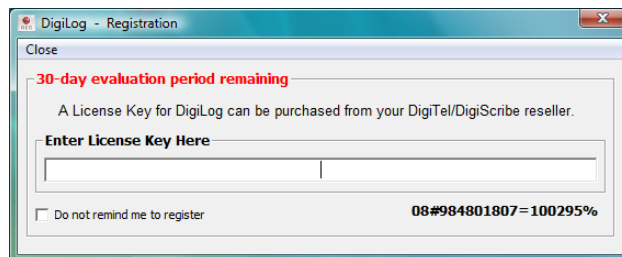 DigiLog - Registration
Close
30-day evaluation period remaining
A License Key for DigiLog can be purchased from your DigiTel/DigiScribe reseller.
Enter License Key Here
Do not remind me to register
08#984801807=100295%